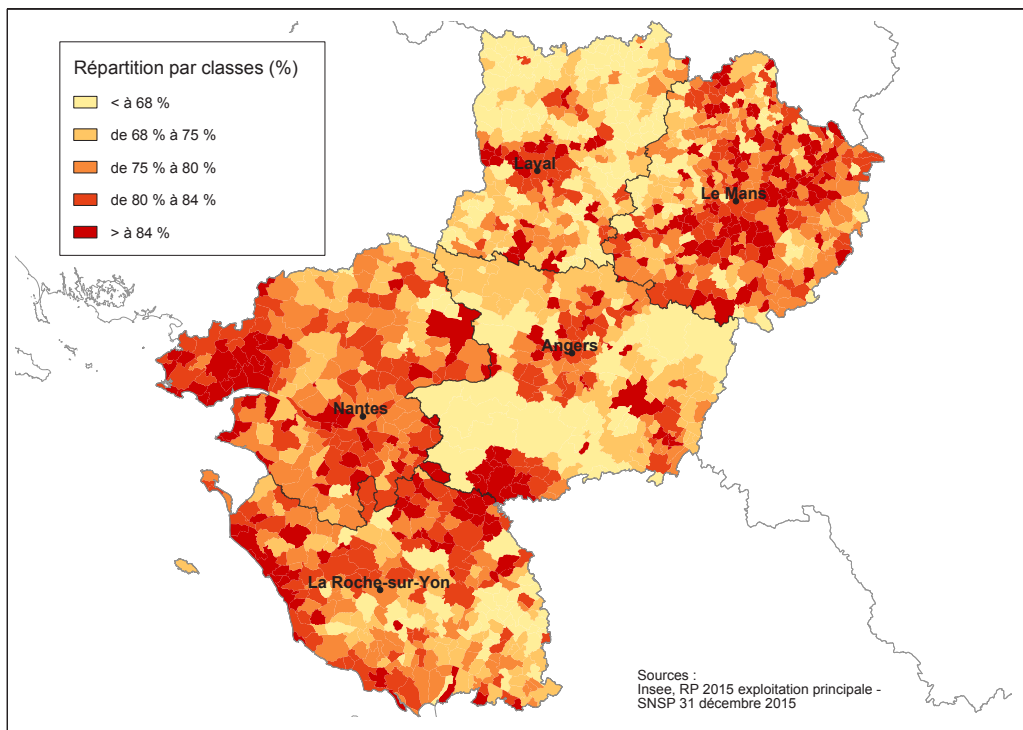 Répartition par classes (%)
< à 68 %
de 68 % à 75 %
de 75 % à 80 %
de 80 % à 84 %
> à 84 %
Laval
Le Mans
Angers
Nantes
La Roche-sur-Yon
Sources :
Insee, RP 2015 exploitation principale -
SNSP 31 décembre 2015